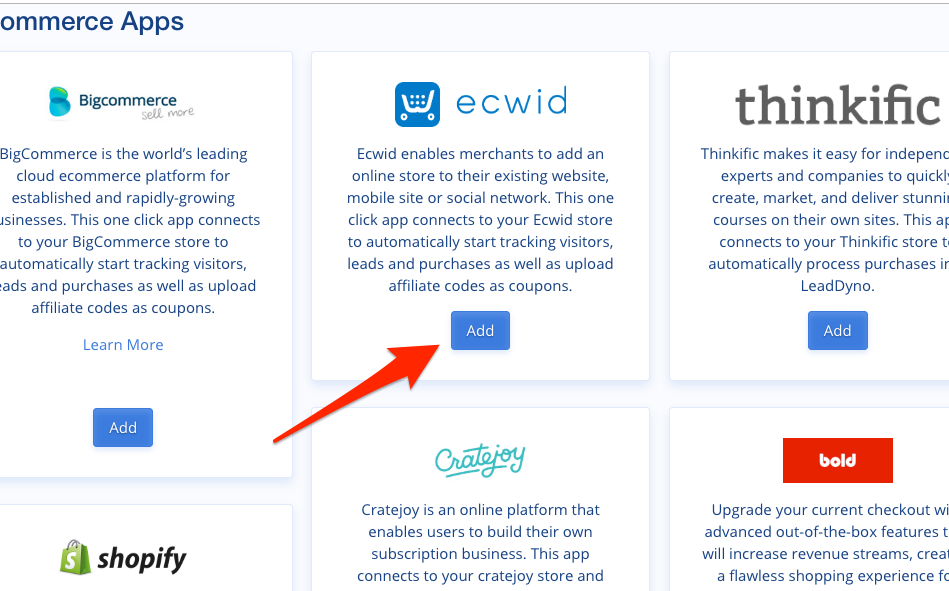 ommerce Apps
Bigcommerce
sell more
BigCommerce is the world’s leading
cloud ecommerce platform for
established and rapidly-growing
usinesses. This one click app connects
to your BigCommerce store to
automatically start tracking visitors,
eads and purchases as well as upload
affiliate codes as coupons.
Learn More
Add
ecwid
Ecwid enables merchants to add an
online store to their existing website,
mobile site or social network. This one
click app connects to your Ecwid store
to automatically start tracking visitors,
leads and purchases as well as upload
affiliate codes as coupons.
Add
thinkific
Thinkific makes it easy for independ
experts and companies to quickly
create, market, and deliver stunni
courses on their own sites. This ap
connects to your Thinkific store t
automatically process purchases i
LeadDyno.
Add
shopify
Cratejoy
Cratejoy is an online platform that
enables users to build their own
subscription business. This app
connects to your cratejoy store and
bold
Upgrade your current checkout wi
advanced out-of-the-box features t
will increase revenue streams, creat
a flawless shopping experience fo